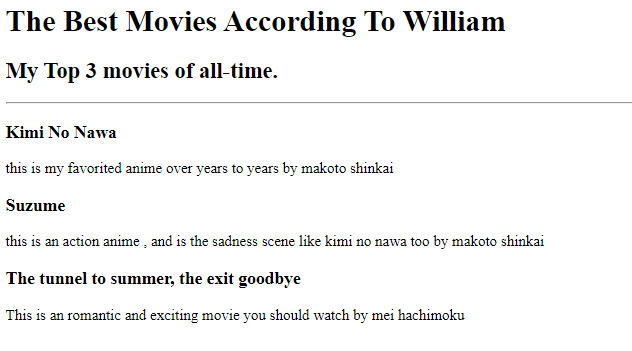 The Best Movies According To William
My Top 3 movies of all-time.
Kimi No Nawa
this is my favorited anime over years to years by makoto shinkai
Suzume
this is an action anime , and is the sadness scene like kimi no nawa too by makoto shinkai
The tunnel to summer, the exit goodbye
This is an romantic and exciting movie you should watch by mei hachimoku